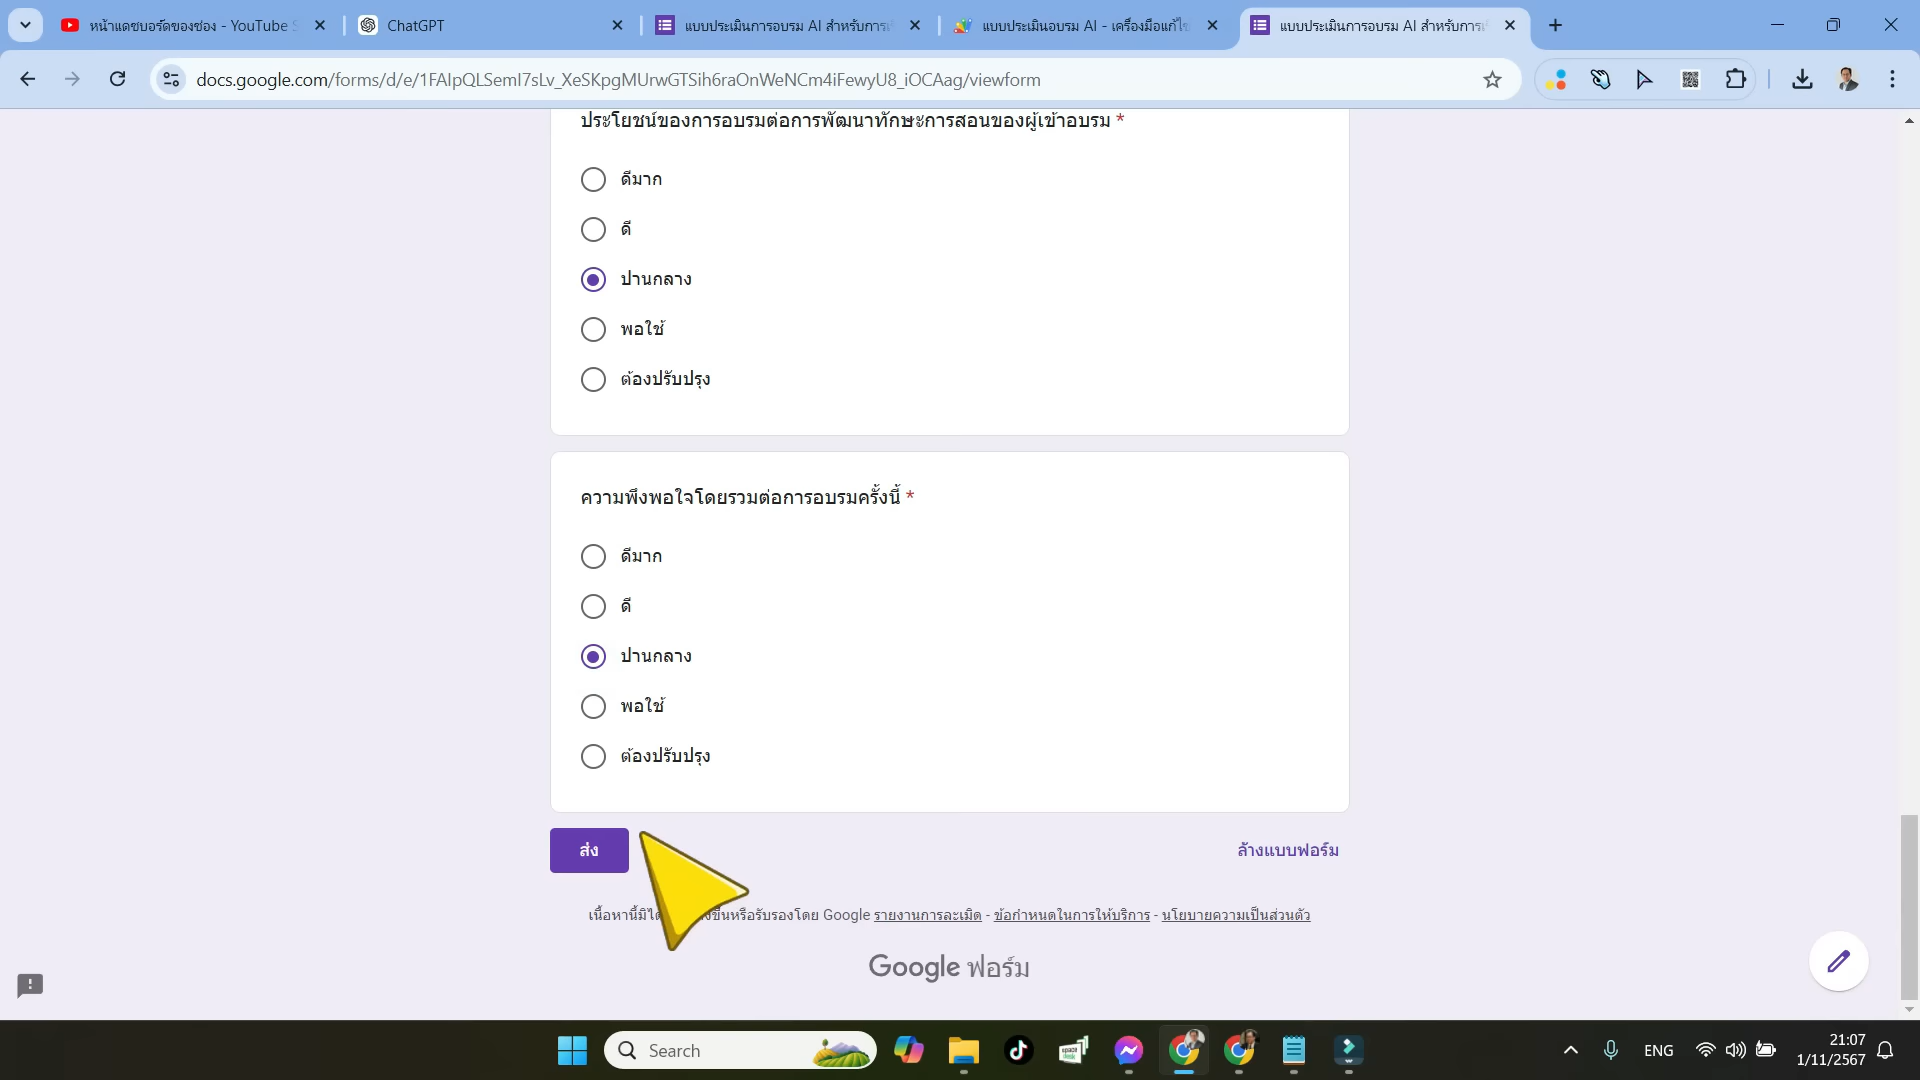 หน้าแดชบอร์ดของช่อง - YouTube
ChatGPT
แบบประเมินการอบรม AI สำหรับการ
แบบประเมินอบรม AI - เครื่องมือแก้ไข
แบบประเมินการอบรม AI สำหรับการ
docs.google.com/forms/d/e/1FAIpQLSemI7sLv_XeSKpgMUrwGTSih6raOnWeNCm4iFewyU8_iOCAag/viewform
ประโยชน์ของการอบรมต่อการพัฒนาทักษะการสอนของผู้เข้าอบรม *
ดีมาก
ดี
ปานกลาง
พอใช้
ต้องปรับปรุง
ความพึงพอใจโดยรวมต่อการอบรมครั้งนี้ *
ดีมาก
ดี
ปานกลาง
พอใช้
ต้องปรับปรุง
ส่ง
ล้างแบบฟอร์ม
เนื้อหานี้มิได้ ขึ้นหรือรับรองโดย Google รายงานการละเมิด - ข้อกำหนดในการให้บริการ - นโยบายความเป็นส่วนตัว
Google ฟอร์ม
Search
ENG
21:07
1/11/2567